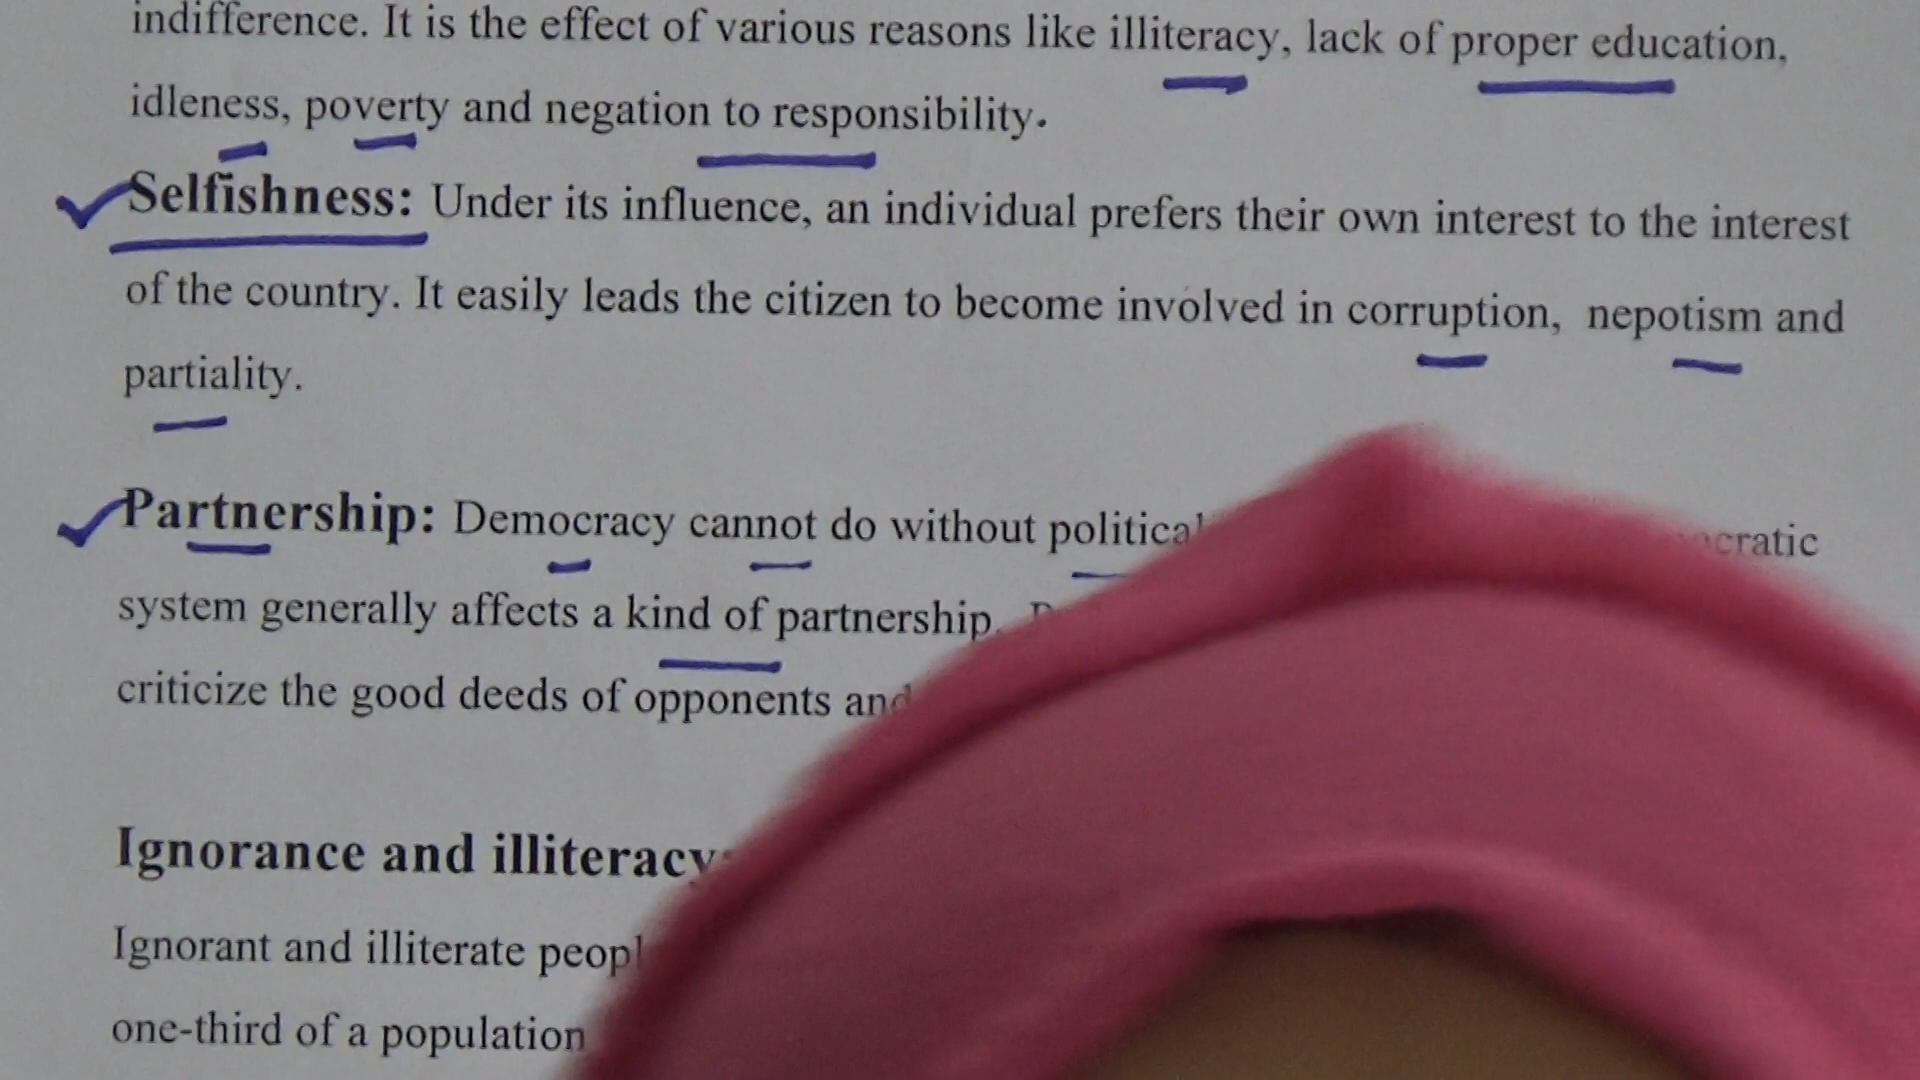 indifference. It is the effect of various reasons like illiteracy, lack of proper education,
idleness, poverty and negation to responsibility.
Selfishness: Under its influence, an individual prefers their own interest to the interest
of the country. It easily leads the citizen to become involved in corruption, nepotism and
partiality.
Partnership: Democracy cannot do without political
system generally affects a kind of partnership.
criticize the good deeds of opponents and
Ignorance and illiteracy
Ignorant and illiterate
one-third of a population